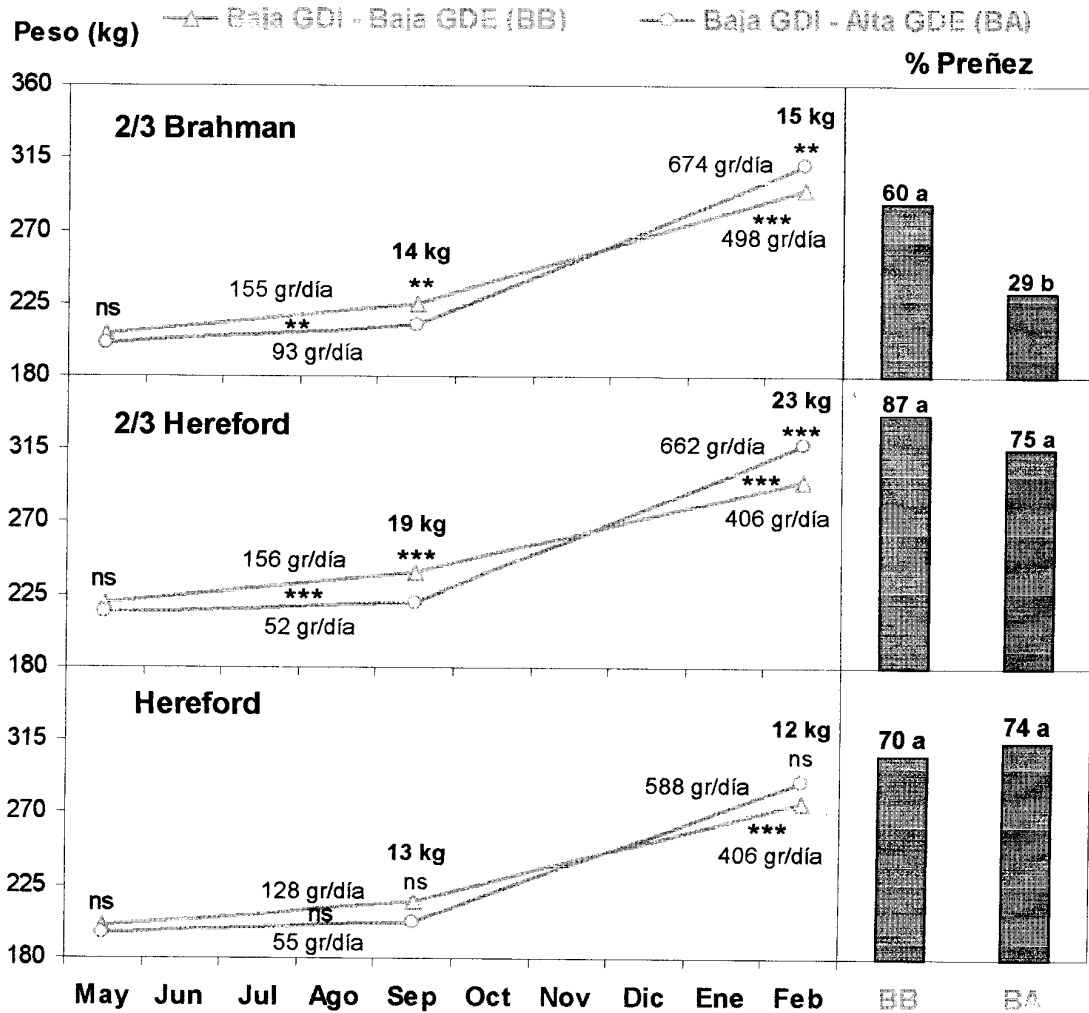 Baja GDI - Baja GDE (BB) Baja GDI - Alta GDE (BA)
Peso (kg)
% Preñez
360
2/3 Brahman
15 kg
315
**
674 gr/día
60 a
270
***
498 gr/día
14 kg
155 gr/día
**
29 b
225
ns
**
93 gr/día
180
2/3 Hereford
23 kg
87 a
315
662 gr/día
***
75 a
***
270
19 kg
406 gr/día
156 gr/día
***
ns
225
***
52 gr/día
180
Hereford
315
12 kg
70 a
74 a
ns
588 gr/día
270
***
13 kg
406 gr/día
225
128 gr/día
ns
ns
ns
55 gr/día
180
May Jun Jul Ago Sep Oct Nov Dic Ene Feb BB BA